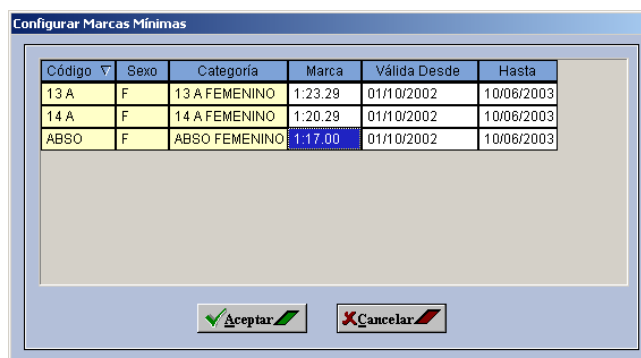 Configurar Marcas Mínimas
Código Sexo Categoría Marca Válida Desde Hasta
13 A F 13 A FEMENINO 1:23.29 01/10/2002 10/06/2003
14 A F 14 A FEMENINO 1:20.29 01/10/2002 10/06/2003
ABSO F ABSO FEMENINO 1:17.00 01/10/2002 10/06/2003
Aceptar Cancelar